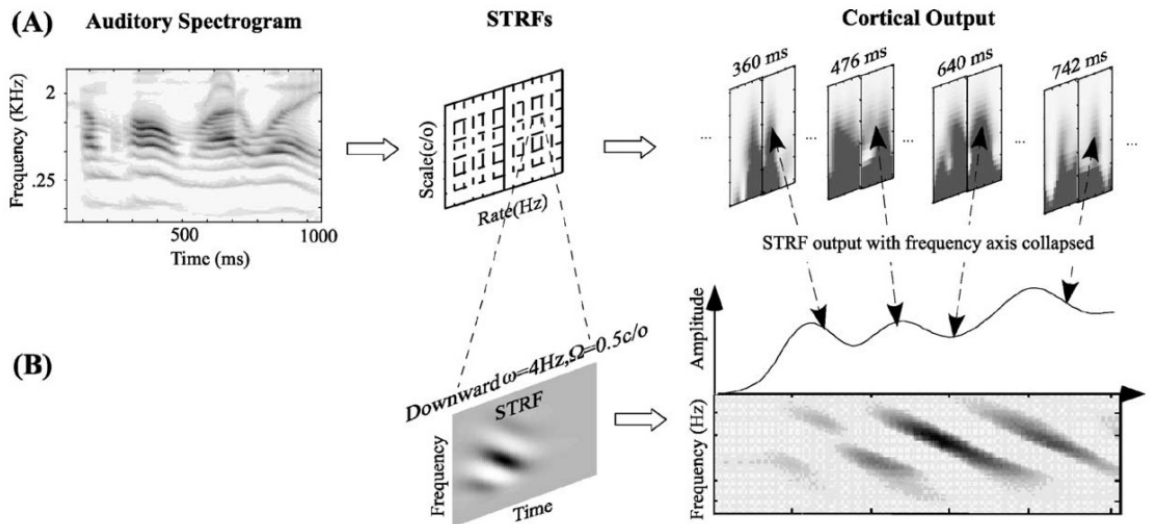 (A)
Auditory Spectrogram
STRFs
Cortical Output
Frequency (KHz)
2
.25
500
1000
Time (ms)
Scale(c/o)
Rate(Hz)
360 ms
476 ms
640 ms
742 ms
...
...
...
...
...
STRF output with frequency axis collapsed
(B)
Downward ω=4Hz,Ω=0.5c/o
STRF
Frequency
Time
Amplitude
Frequency (Hz)